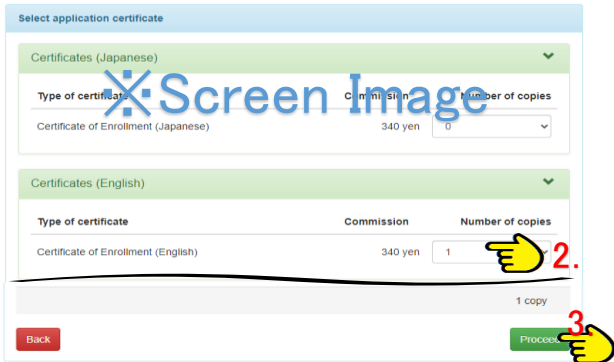 Select application certificate
Certificates (Japanese)
※Screen Image
Type of certificate Commission Number of copies
Certificate of Enrollment (Japanese) 340 yen 0
Certificates (English)
Type of certificate Commission Number of copies
Certificate of Enrollment (English) 340 yen 1
2.
1 copy
3.
Back Proceed